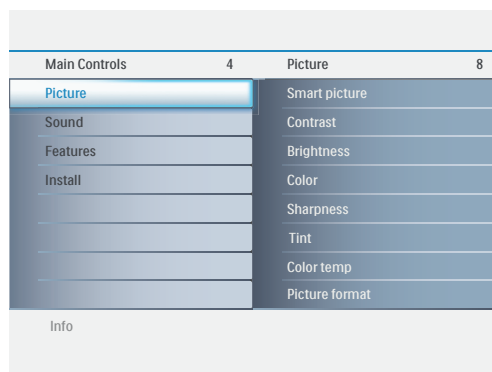 Main Controls 4 Picture 8
Picture Smart picture
Sound Contrast
Features Brightness
Install Color
Sharpness
Tint
Color temp
Picture format
Info